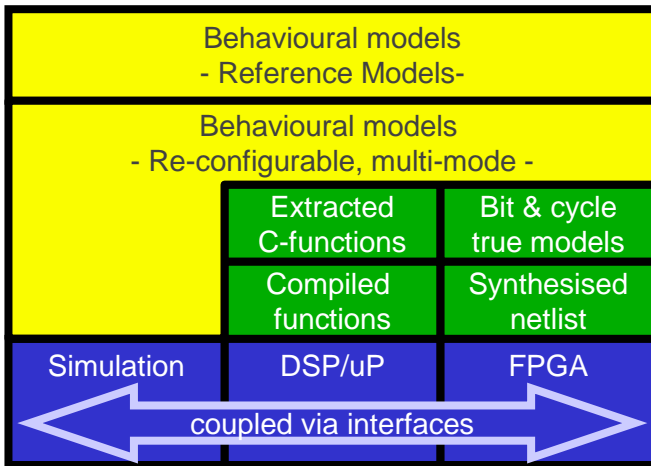 Behavioural models
- Reference Models-
Behavioural models
- Re-configurable, multi-mode -
Extracted
C-functions
Bit & cycle
true models
Compiled
functions
Synthesised
netlist
Simulation
DSP/uP
FPGA
coupled via interfaces